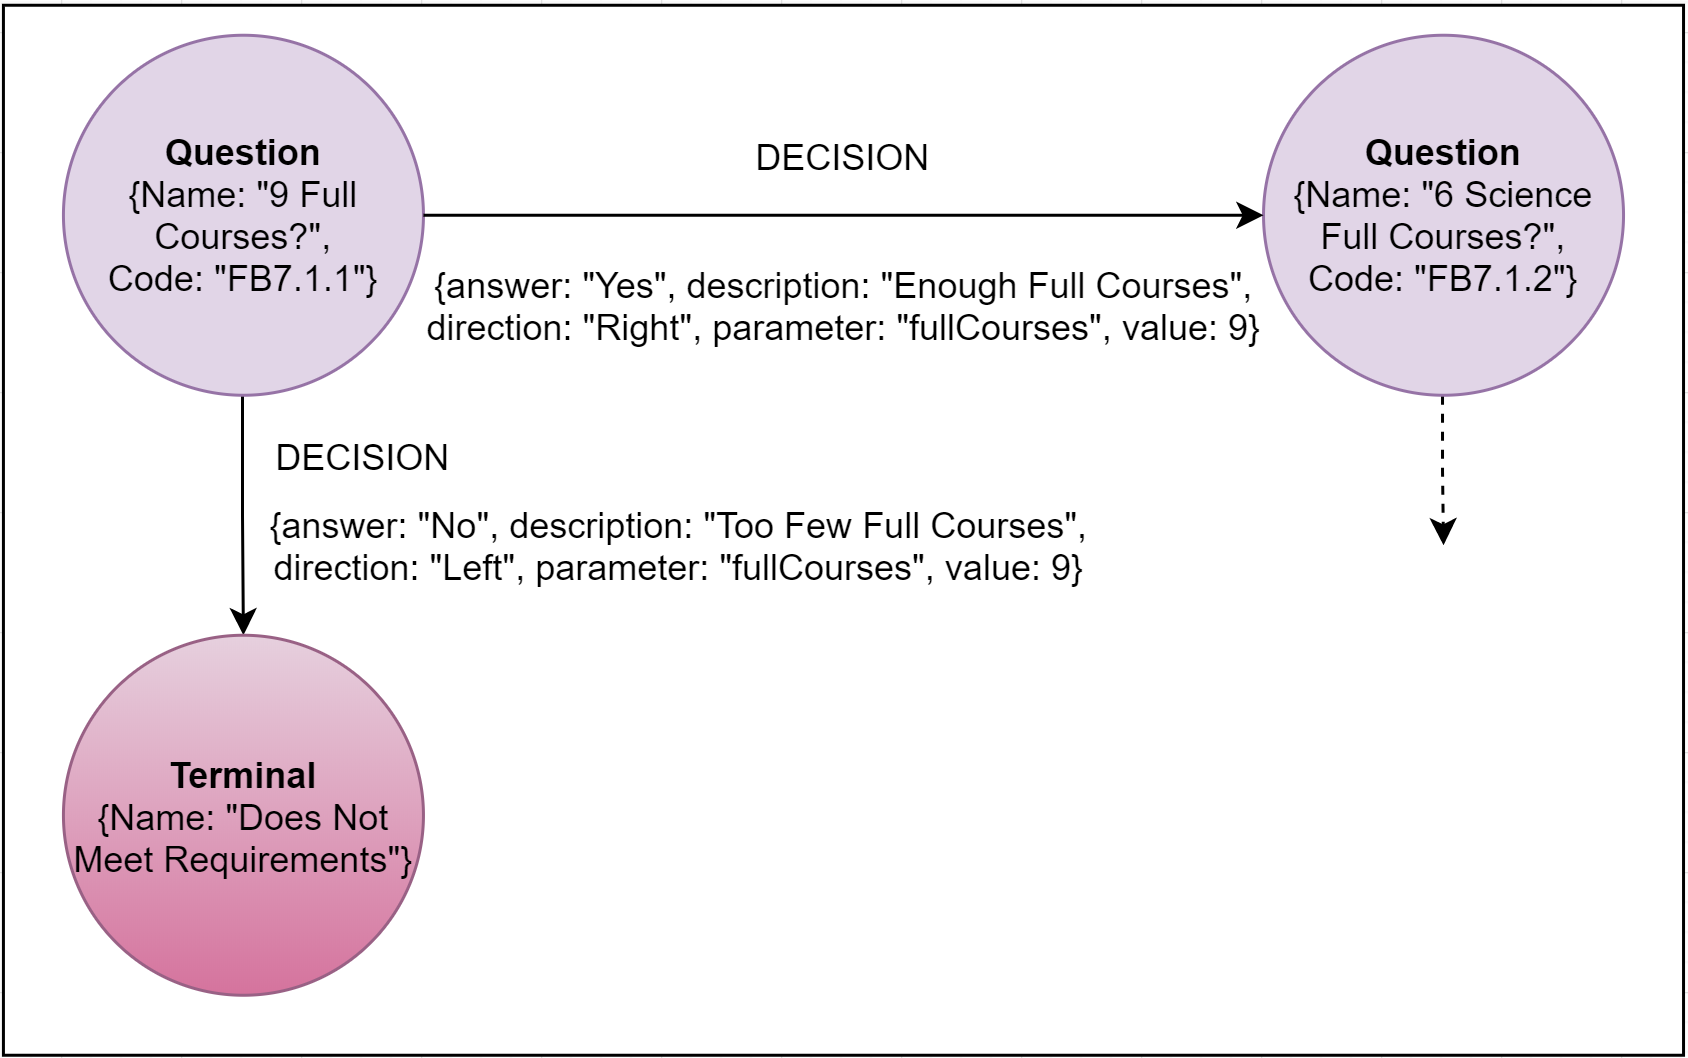 Question
{Name: "9 Full
Courses?",
Code: "FB7.1.1"}
DECISION
{answer: "Yes", description: "Enough Full Courses",
direction: "Right", parameter: "fullCourses", value: 9}
Question
{Name: "6 Science
Full Courses?",
Code: "FB7.1.2"}
DECISION
{answer: "No", description: "Too Few Full Courses",
direction: "Left", parameter: "fullCourses", value: 9}
Terminal
{Name: "Does Not
Meet Requirements"}